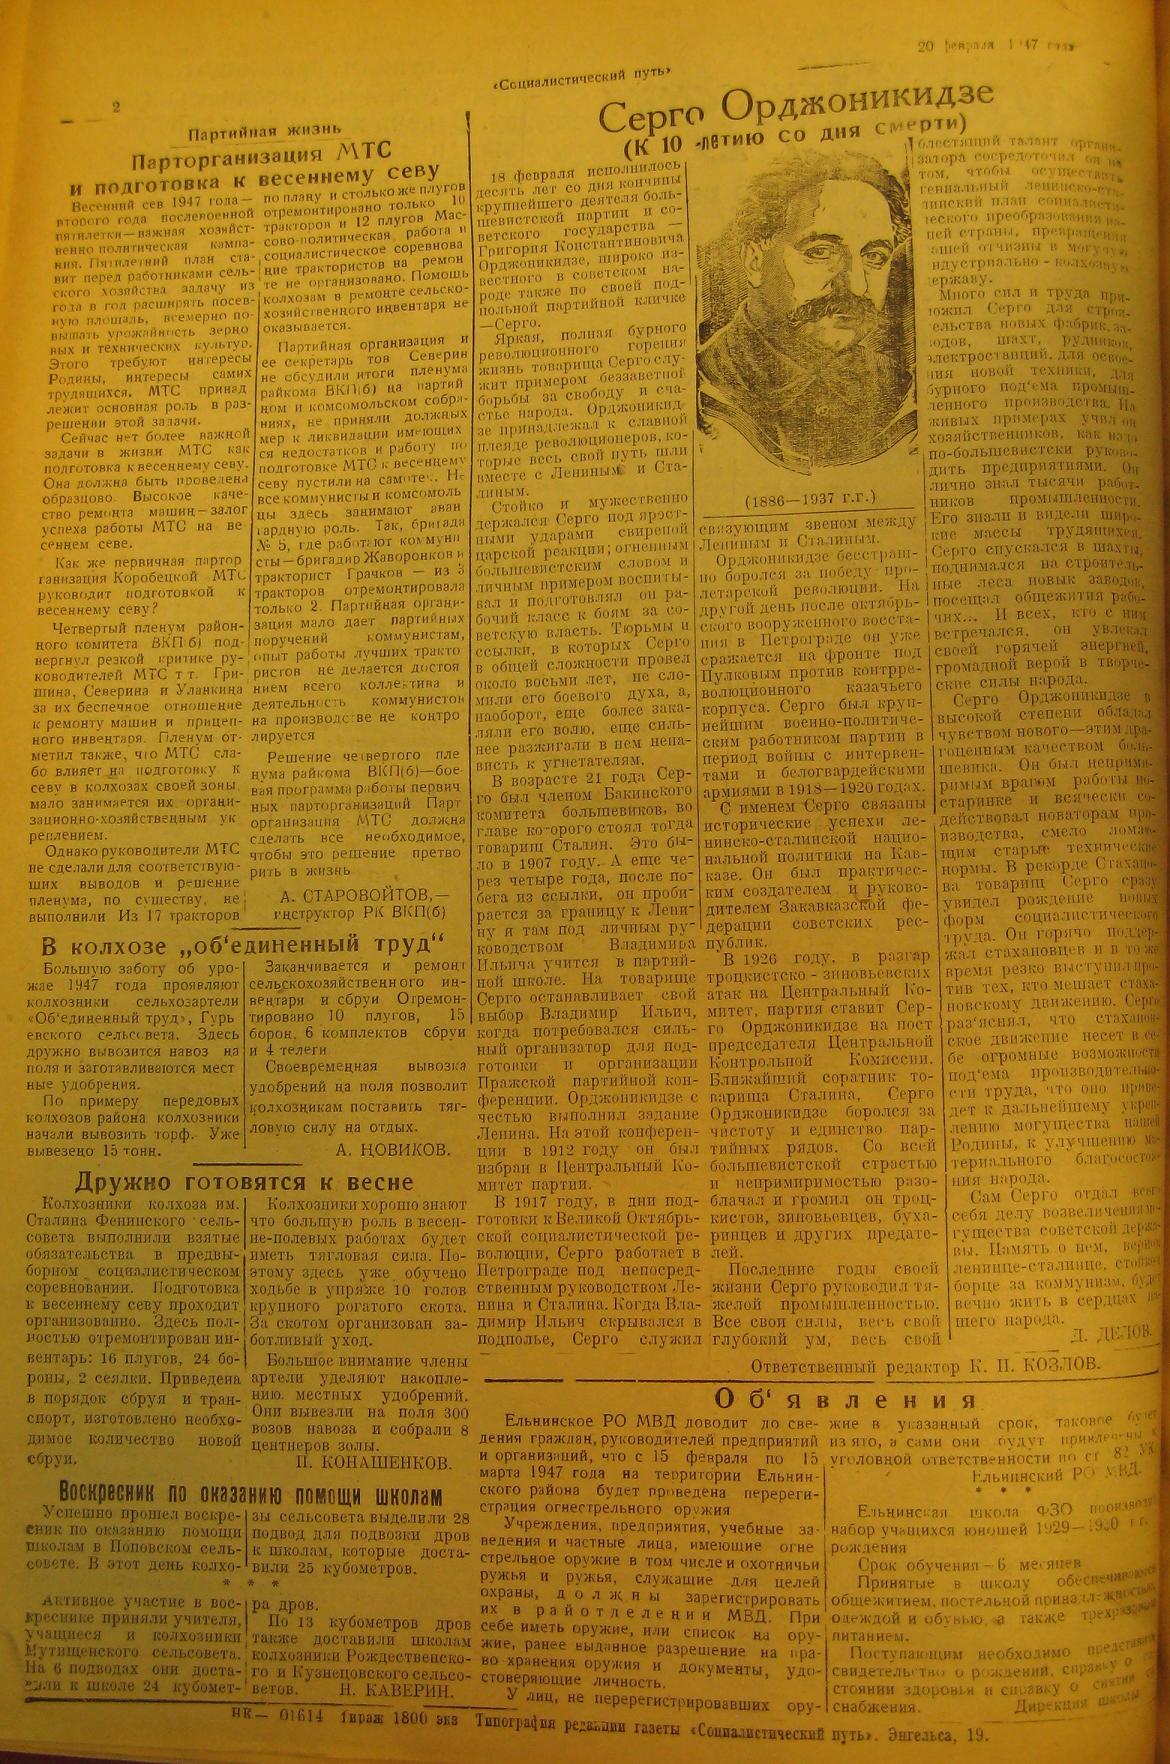 2
«Социалистический путь»
20 февраля 1947 года
Партийная жизнь
Парторганизация МТС
и подготовка к весеннему севу
Весенний сев 1947 года—
второго года послевоенной
пятилетки—важная хозяйст-
венно политическая кампа-
ния. Пятилетний план ста-
вит перед работниками сель-
ского хозяйства задачу из
года в год расширять посев-
ную площадь, всемерно по-
вышать урожайность зерно
вых и технических культур.
Этого требуют интересы
Родины, интересы самих
трудящихся. МТС принад
лежит основная роль в раз-
решении этой задачи.
Сейчас нет более важной
задачи в жизни МТС как
подготовка к весеннему севу.
Она должна быть проведена
образцово. Высокое каче-
ство ремонта машин—залог
успеха работы МТС на ве
сеннем севе.
Как же первичная партор
ганизация Коробецкой МТС
руководит подготовкой к
весеннему севу?
Четвертый пленум район-
ного комитета ВКП(б) под-
вергнул резкой критике ру-
ководителей МТС т т. Гри-
шина, Северина и Уланкина
за их беспечное отношение
к ремонту машин и прицеп-
ного инвентаря. Пленум от-
метил также, что МТС сла-
бо влияет на подготовку к
севу в колхозах своей зоны,
мало занимается их органи-
зационно-хозяйственным ук
реплением.
Однако руководители МТС
не сделали для соответствую-
щих выводов и решение
пленума, по существу, не
выполнили Из 17 тракторов
по плану и столько же плугов
отремонтировано только 10
тракторов и 12 плугов Мас-
сово-политическая работа и
социалистическое соревнова
ние трактористов на ремон
те не организовано. Помощь
колхозам в ремонте сельско-
хозяйственного инвентаря не
оказывается.
Партийная организация и
ее секретарь тов Северин
не обсудили итоги пленума
райкома ВКП(б) на партий
ном и комсомольском собра-
ниях, не приняли должных
мер к ликвидации имеющих
ся недостатков и работу по
подготовке МТС к весеннему
севу пустили на самотек. Не
все коммунисты и комсомоль
цы здесь занимают аван
гардную роль. Так, бригада
№ 5, где работают коммуни
сты—бригадир Жаворонков и
тракторист Грачкон — из 3
тракторов отремонтировала
только 2. Партийная органи-
зация мало дает партийных
поручений коммунистам,
опыт работы лучших тракто
ристов не делается достоя
нием всего коллектива и
деятельность коммунистов
на производстве не контро
лируется
Решение четвертого пле
нума райкома ВКП(б)—бое-
вая программа работы первич
ных парторганизаций Парт
организация МТС должна
сделать все необходимое,
чтобы это решение претво
рить в жизнь
А. СТАРОВОЙТОВ,—
инструктор РК ВКП(б)
В колхозе „об'единенный труд"
Большую заботу об уро-
жае 1947 года проявляют
колхозники сельхозартели
«Об'единенный труд», Гурь
евского сельсовета. Здесь
дружно вывозится навоз на
поля и заготавливаются мест
ные удобрения.
По примеру передовых
колхозов района колхозники
начали вывозить торф. Уже
вывезено 15 тонн.
Заканчивается и ремонт
сельскохозяйственного ин-
вентаря и сбруи Отремон-
тировано 10 плугов, 15
борон, 6 комплектов сбруи
и 4 телеги
Своевременная вывозка
удобрений на поля позволит
колхозникам поставить тяг-
ловую силу на отдых.
А. НОВИКОВ.
Дружно готовятся к весне
Колхозники колхоза им.
Сталина Фенинского сель-
совета выполнили взятые
обязательства в предвы-
борном социалистическом
соревновании. Подготовка
к весеннему севу проходит
организованно. Здесь пол-
ностью отремонтирован ин-
вентарь: 16 плугов, 24 бо-
роны, 2 сеялки. Приведена
в порядок сбруя и тран-
спорт, изготовлено необхо-
димое количество новой
сбруи.
Колхозники хорошо знают
что большую роль в весен-
не-полевых работах будет
иметь тягловая сила. По-
этому здесь уже обучено
ходьбе в упряже 10 голов
крупного рогатого скота.
За скотом организован за-
ботливый уход.
Большое внимание члены
артели уделяют накопле-
нию местных удобрений.
Они вывезли на поля 300
возов навоза и собрали 8
центнеров золы.
П. КОНАШЕНКОВ.
Воскресник по оказанию помощи школам
Успешно прошел воскре-
сник по оказанию помощи
школам в Поповском сель-
совете. В этот день колхо-
зы сельсовета выделили 28
подвод для подвозки дров
к школам, которые доста-
вили 25 кубометров.
* * *
Активное участие в вос-
креснике приняли учителя,
учащиеся и колхозники
Мутищенского сельсовета.
На 6 подводах они доста-
вили к школе 24 кубомет-
ра дров.
По 13 кубометров дров
также доставили школам
колхозники Рождественско-
го и Кузнецовского сельсо-
ветов. Н. КАВЕРИН.
Серго Орджоникидзе
(К 10-летию со дня смерти)
18 февраля исполнилось
десять лет со дня кончины
крупнейшего деятеля боль-
шевистской партии и со-
ветского государства —
Григория Константиновича
Орджоникидзе, широко из-
вестного в советском на-
роде также по своей под-
польной партийной кличке
—Серго.
Яркая, полная бурного
революционного горения
жизнь товарища Серго слу-
жит примером беззаветной
борьбы за свободу и сча-
стье народа. Орджоникид-
зе принадлежал к славной
плеяде революционеров, ко-
торые весь свой путь шли
вместе с Лениным и Ста-
линым.
Стойко и мужественно
держался Серго под ярост-
ными ударами свирепой
царской реакции; огненным
большевистским словом и
личным примером воспиты-
вал и подготовлял он ра-
бочий класс к боям за со-
ветскую власть. Тюрьмы и
ссылки, в которых Серго
в общей сложности провел
около восьми лет, не сло-
мили его боевого духа, а,
наоборот, еще более зака-
ляли его волю, еще силь-
нее разжигали в нем нена-
висть к угнетателям.
В возрасте 21 года Сер-
го был членом Бакинского
комитета большевиков, во
главе которого стоял тогда
товарищ Сталин. Это бы-
ло в 1907 году. А еще че-
рез четыре года, после по-
бега из ссылки, он проби-
рается за границу к Лени-
ну и там под личным ру-
ководством Владимира
Ильича учится в партий-
ной школе. На товарище
Серго останавливает свой
выбор Владимир Ильич,
когда потребовался силь-
ный организатор для под-
готовки и организации
Пражской партийной кон-
ференции. Орджоникидзе с
честью выполнил задание
Ленина. На этой конферен-
ции в 1912 году он был
избран в Центральный Ко-
митет партии.
В 1917 году, в дни под-
готовки к Великой Октябрь-
ской социалистической ре-
волюции, Серго работает в
Петрограде под непосред-
ственным руководством Ле-
нина и Сталина. Когда Вла-
димир Ильич скрывался в
подполье, Серго служил
(1886—1937 г.г.)
связующим звеном между
Лениным и Сталиным.
Орджоникидзе бесстраш-
но боролся за победу про-
летарской революции. На
другой день после октябрь-
ского вооруженного восста-
ния в Петрограде он уже
сражается на фронте под
Пулковым против контрре-
волюционного казачьего
корпуса. Серго был круп-
нейшим военно-политиче-
ским работником партии в
период войны с интервен-
тами и белогвардейскими
армиями в 1918—1920 годах.
С именем Серго связаны
исторические успехи ле-
нинско-сталинской нацио-
нальной политики на Кав-
казе. Он был практичес-
ким создателем и руково-
дителем Закавказской фе-
дерации советских рес-
публик.
В 1926 году, в разгар
троцкистско - зиновьевских
атак на Центральный Ко-
митет, партия ставит Сер-
го Орджоникидзе на пост
председателя Центральной
Контрольной Комиссии.
Ближайший соратник то-
варища Сталина, Серго
Орджоникидзе боролся за
чистоту и единство пар-
тийных рядов. Со всей
большевистской страстью
и непримиримостью разо-
блачал и громил он троц-
кистов, зиновьевцев, буха-
ринцев и других предате-
лей.
Последние годы своей
жизни Серго руководил тя-
желой промышленностью.
Все свои силы, весь свой
глубокий ум, весь свой
блестящий талант органи-
затора сосредоточил он на
том, чтобы осуществить
гениальный ленинско-ста-
линский план социалисти-
ческого преобразования на-
шей страны, превращения
нашей отчизны в могучую
индустриально - колхозную
державу.
Много сил и труда при-
ложил Серго для строи-
тельства новых фабрик, за-
водов, шахт, рудников,
электростанций, для освое-
ния новой техники, для
бурного под'ема промыш-
ленного производства. На
живых примерах учил он
хозяйственников, как надо
по-большевистски руково-
дить предприятиями. Он
лично знал тысячи работ-
ников промышленности.
Его знали и видели широ-
кие массы трудящихся.
Серго спускался в шахты,
поднимался на строитель-
ные леса новых заводов,
посещал общежития рабо-
чих... И всех, кто с ним
встречался, он увлекал
своей горячей энергией,
громадной верой в творче-
ские силы народа.
Серго Орджоникидзе в
высокой степени обладал
чувством нового—этим дра-
гоценным качеством боль-
шевика. Он был неприми-
римым врагом работы по-
старинке и всячески со-
действовал новаторам про-
изводства, смело ломаю-
щим старые технические
нормы. В рекорде Стахано-
ва товарищ Серго сразу
увидел рождение новых
форм социалистического
труда. Он горячо поддер-
жал стахановцев и в то же
время резко выступил про-
тив тех, кто мешает стаха-
новскому движению. Серго
раз'яснял, что стаханов-
ское движение несет в се-
бе огромные возможности
под'ема производительно-
сти труда, что оно приве-
дет к дальнейшему укреп-
лению могущества нашей
Родины, к улучшению ма-
териального благосостоя-
ния народа.
Сам Серго отдал всего
себя делу возвеличения мо-
гущества советской держа-
вы. Память о нем, верном
ленинце-сталинце, стойком
борце за коммунизм, будет
вечно жить в сердцах на-
шего народа.
Д. ДЕЛОВ.
Ответственный редактор К. П. КОЗЛОВ.
Об'явления
Ельнинское РО МВД доводит до све-
дения граждан, руководителей предприятий
и организаций, что с 15 февраля по 15
марта 1947 года на территории Ельнин-
ского района будет проведена перереги-
страция огнестрельного оружия
Учреждения, предприятия, учебные за-
ведения и частные лица, имеющие огне
стрельное оружие в том числе и охотничьи
ружья и ружья, служащие для целей
охраны, должны зарегистрировать
их в райотделении МВД. При
себе иметь оружие, или список на ору-
жие, ранее выданное разрешение на пра-
во хранения оружия и документы, удо-
стоверяющие личность.
У лиц, не перерегистрировавших ору-
жие в указанный срок, таковое будет
из'ято, а сами они будут привлечены к
уголовной ответственности по ст 82 УК
Ельнинский РО МВД.
* * *
Ельнинская школа ФЗО производит
набор учащихся юношей 1929—1930 г г.
рождения
Срок обучения — 6 месяцев
Принятые в школу обеспечиваются
общежитием, постельной принадлежностью,
одеждой и обувью, а также трехразовым
питанием.
Поступающим необходимо представить
свидетельство о рождении, справку о со-
стоянии здоровья и справку о снятии
снабжения.
Дирекция школы
НК— 01614 Тираж 1800 экз Типография редакции газеты «Социалистический путь». Энгельса, 19.